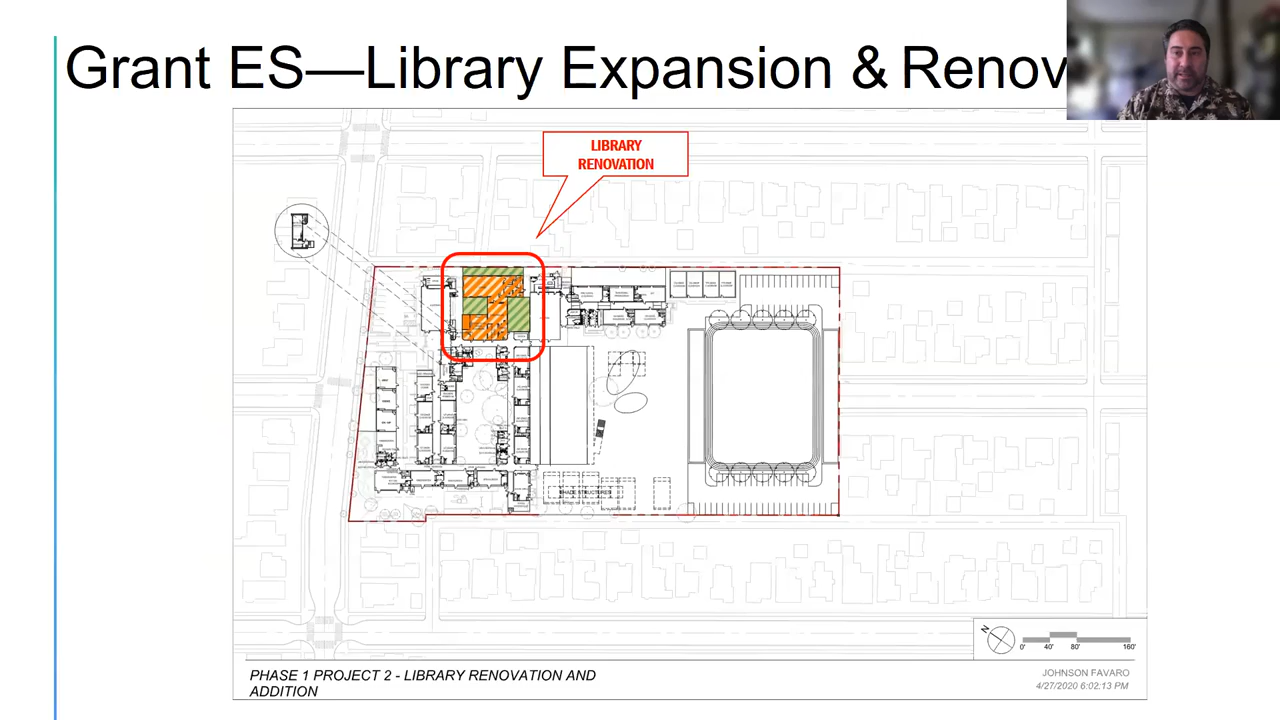 Grant ES—Library Expansion & Renov
LIBRARY
RENOVATION
SHADE STRUCTURES
N
0' 40' 80' 160'
PHASE 1 PROJECT 2 - LIBRARY RENOVATION AND
ADDITION
JOHNSON FAVARO
4/27/2020 6:02:13 PM